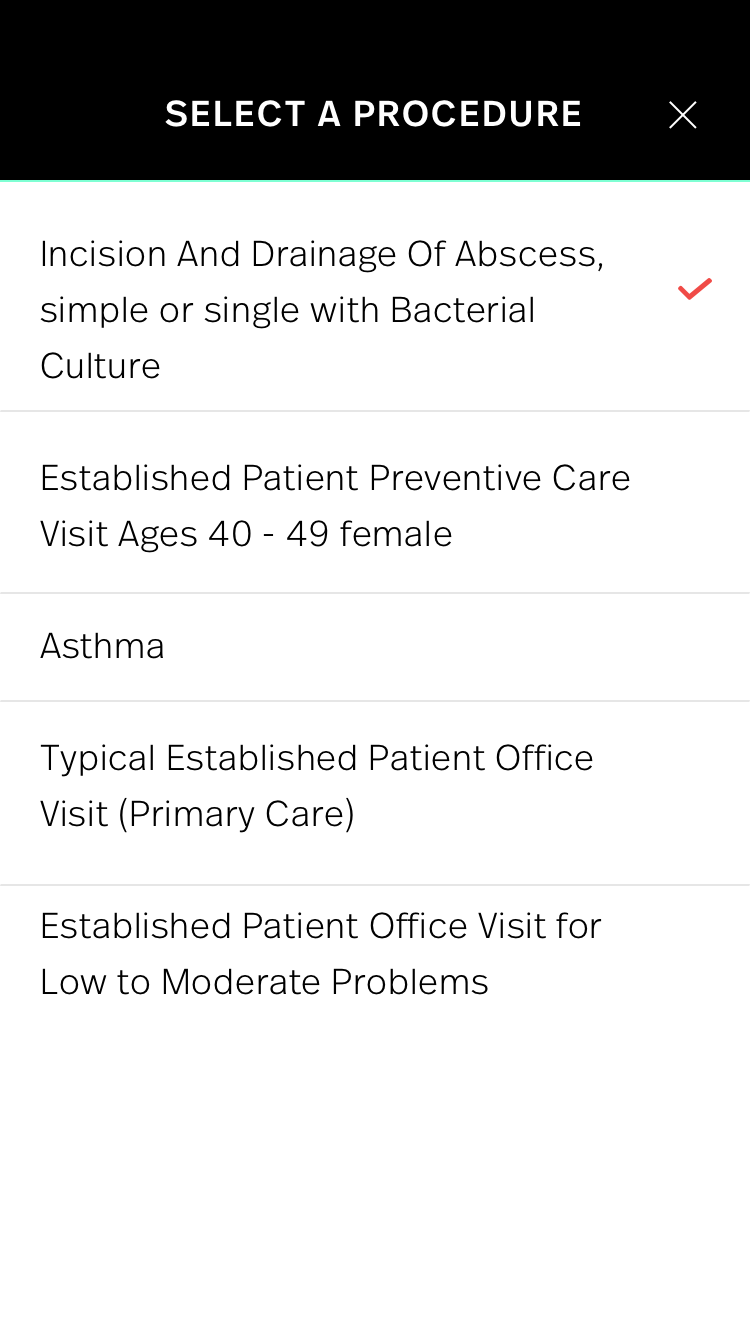 SELECT A PROCEDURE
Incision And Drainage Of Abscess,
simple or single with Bacterial
Culture
Established Patient Preventive Care
Visit Ages 40 - 49 female
Asthma
Typical Established Patient Office
Visit (Primary Care)
Established Patient Office Visit for
Low to Moderate Problems